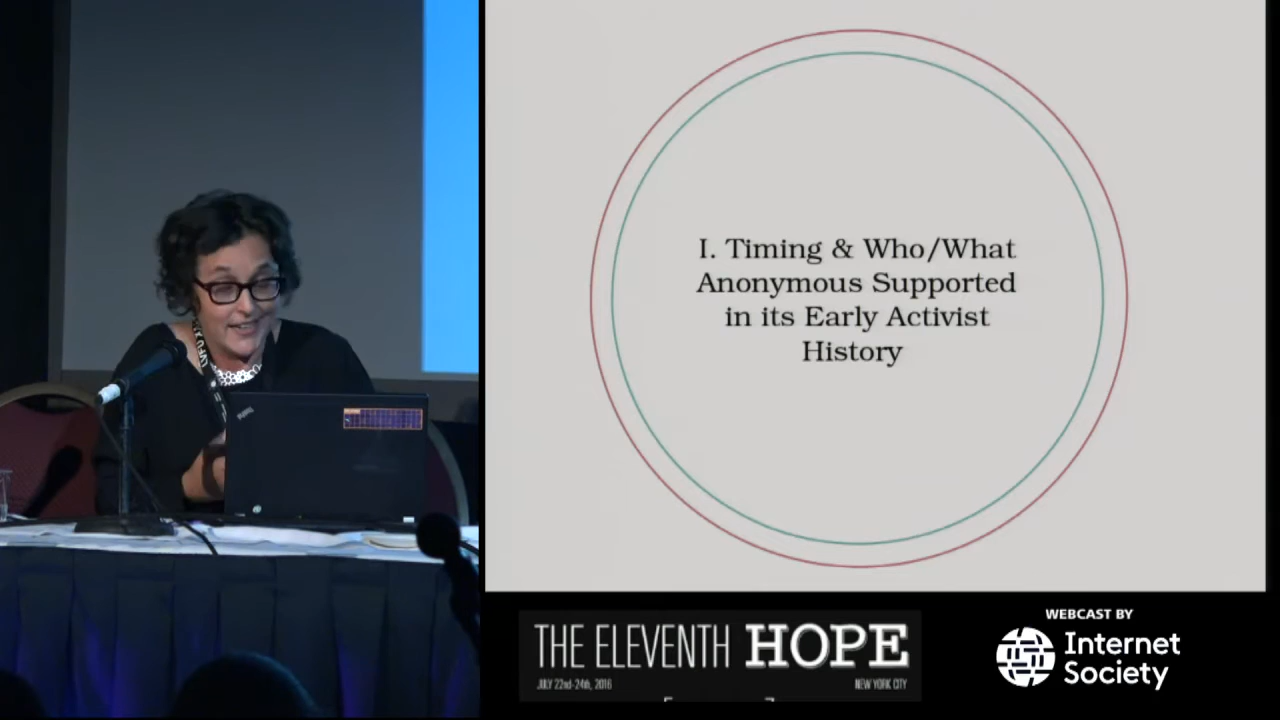 I. Timing & Who/What
Anonymous Supported
in its Early Activist
History
THE ELEVENTH HOPE
JULY 22nd-24th, 2016
NEW YORK CITY
WEBCAST BY
Internet
Society